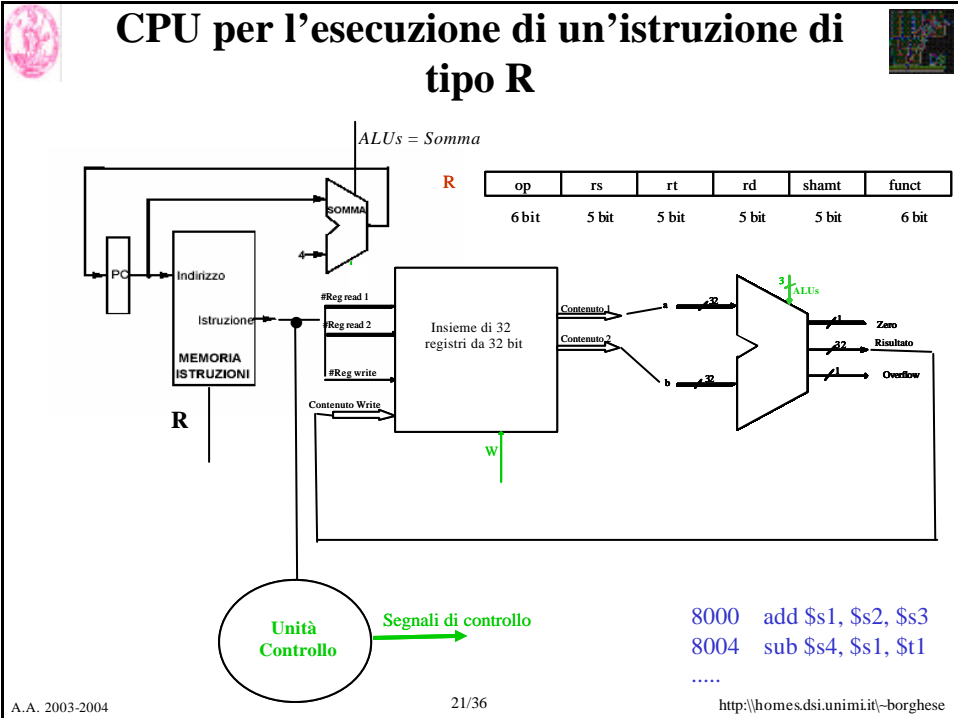 CPU per l'esecuzione di un'istruzione di
tipo R
ALUs = Somma
R
op rs rt rd shamt funct
6 bit 5 bit 5 bit 5 bit 5 bit 6 bit
SOMMA
4
PC
Indirizzo
Istruzione
MEMORIA
ISTRUZIONI
R
#Reg read 1
#Reg read 2
#Reg write
Contenuto Write
Insieme di 32
registri da 32 bit
W
Contenuto 1
Contenuto 2
a
32
b
32
3
ALUs
1
Zero
32
Risultato
1
Overflow
Unità
Controllo
Segnali di controllo
8000 add $s1, $s2, $s3
8004 sub $s4, $s1, $t1
.....
A.A. 2003-2004
21/36
http:\\homes.dsi.unimi.it\~borghese